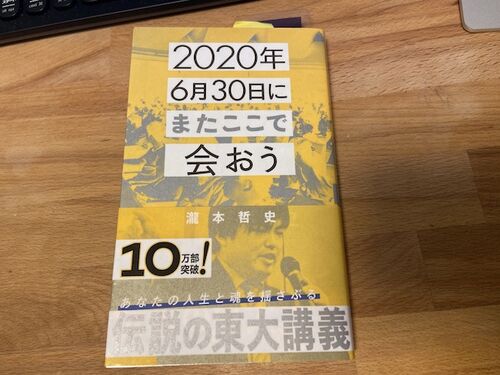 2020年
6月30日に
またここで
会おう
瀧本哲史
10万部突破!
あなたの人生と魂を揺さぶる
伝説の東大講義